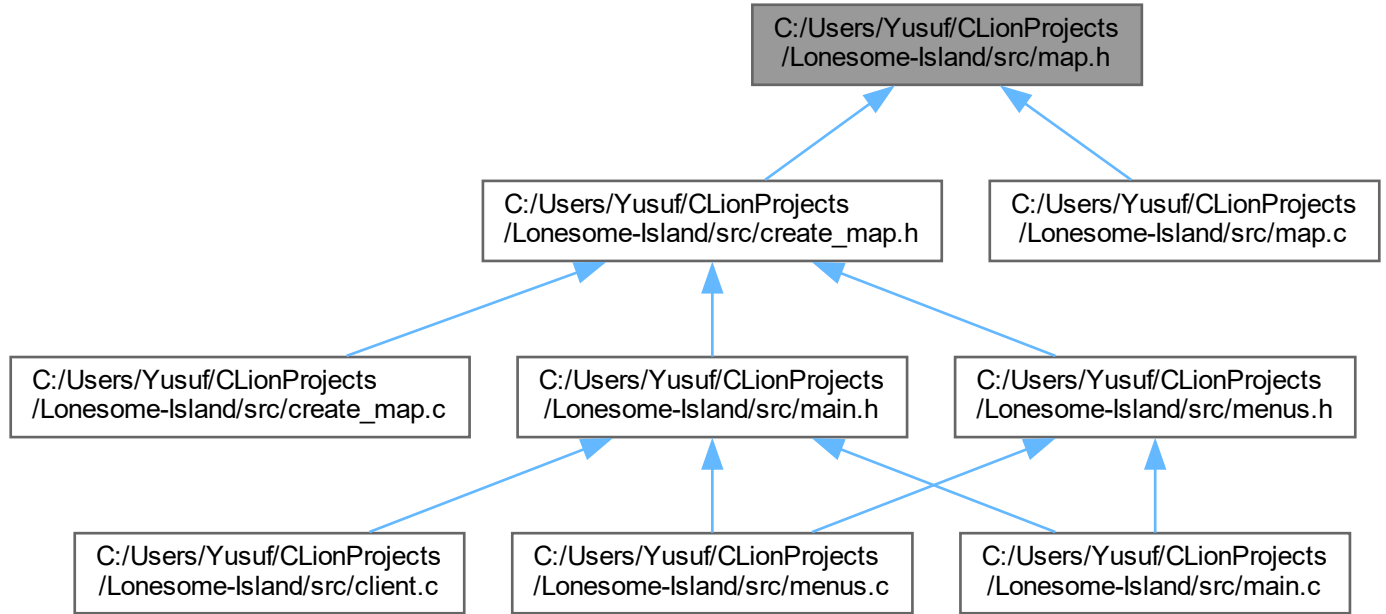 C:/Users/Yusuf/CLionProjects
/Lonesome-Island/src/map.h
C:/Users/Yusuf/CLionProjects
/Lonesome-Island/src/create_map.h
C:/Users/Yusuf/CLionProjects
/Lonesome-Island/src/map.c
C:/Users/Yusuf/CLionProjects
/Lonesome-Island/src/create_map.c
C:/Users/Yusuf/CLionProjects
/Lonesome-Island/src/main.h
C:/Users/Yusuf/CLionProjects
/Lonesome-Island/src/menus.h
C:/Users/Yusuf/CLionProjects
/Lonesome-Island/src/client.c
C:/Users/Yusuf/CLionProjects
/Lonesome-Island/src/menus.c
C:/Users/Yusuf/CLionProjects
/Lonesome-Island/src/main.c